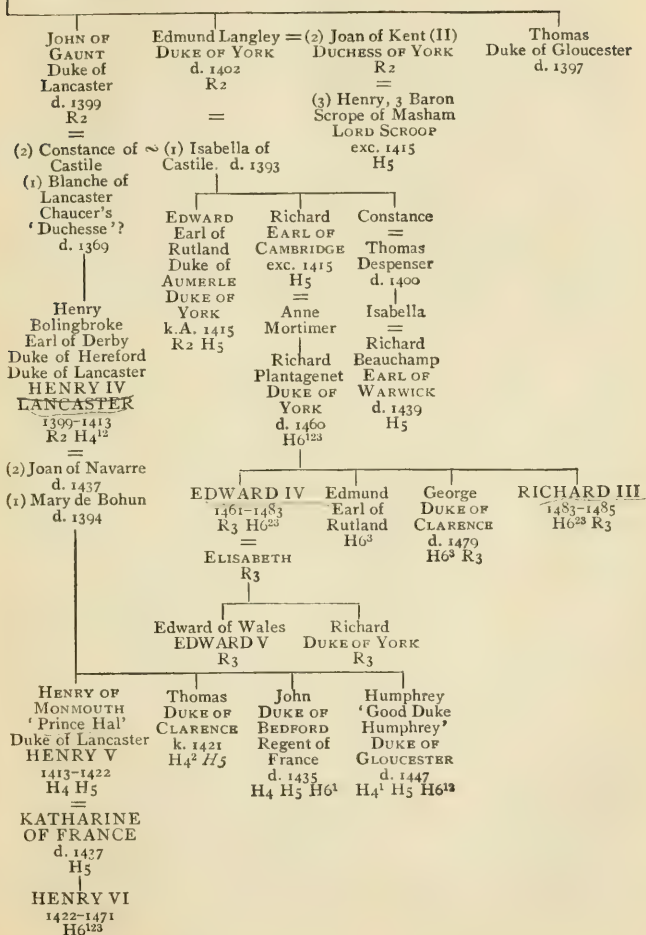 JOHN OF
GAUNT
Duke of
Lancaster
d. 1399
R2
=
(2) Constance of ∾ (1) Isabella of
Castile
Castile. d. 1393
(1) Blanche of
Lancaster
Chaucer's
'Duchesse'?
d. 1369
Edmund Langley = (2) Joan of Kent (II)
DUKE OF YORK
d. 1402
R2
=
DUCHESS OF YORK
R2
=
(3) Henry, 3 Baron
Scrope of Masham
LORD SCROOP
exc. 1415
H5
Thomas
Duke of Gloucester
d. 1397
EDWARD
Earl of
Rutland
Duke of
AUMERLE
DUKE OF
YORK
k.A. 1415
R2 H5
Richard
EARL OF
CAMBRIDGE
exc. 1415
H5
=
Anne
Mortimer
Richard
Plantagenet
DUKE OF
YORK
d. 1460
H6¹²³
Constance
=
Thomas
Despenser
d. 1400
Isabella
=
Richard
Beauchamp
EARL OF
WARWICK
d. 1439
H5
Henry
Bolingbroke
Earl of Derby
Duke of Hereford
Duke of Lancaster
HENRY IV
LANCASTER
1399–1413
R2 H4¹²
=
(2) Joan of Navarre
d. 1437
(1) Mary de Bohun
d. 1394
EDWARD IV
1461–1483
R3 H6²³
=
ELISABETH
R3
Edmund
Earl of
Rutland
H6³
George
DUKE OF
CLARENCE
d. 1479
H6³ R3
RICHARD III
1483–1485
H6²³ R3
Edward of Wales
EDWARD V
R3
Richard
DUKE OF YORK
R3
HENRY OF
MONMOUTH
'Prince Hal'
Duke of Lancaster
HENRY V
1413–1422
H4 H5
=
KATHARINE
OF FRANCE
d. 1437
H5
HENRY VI
1422–1471
H6¹²³
Thomas
DUKE OF
CLARENCE
k. 1421
H4² H5
John
DUKE OF
BEDFORD
Regent of
France
d. 1435
H4 H5 H6¹
Humphrey
'Good Duke
Humphrey'
DUKE OF
GLOUCESTER
d. 1447
H4¹ H5 H6¹²